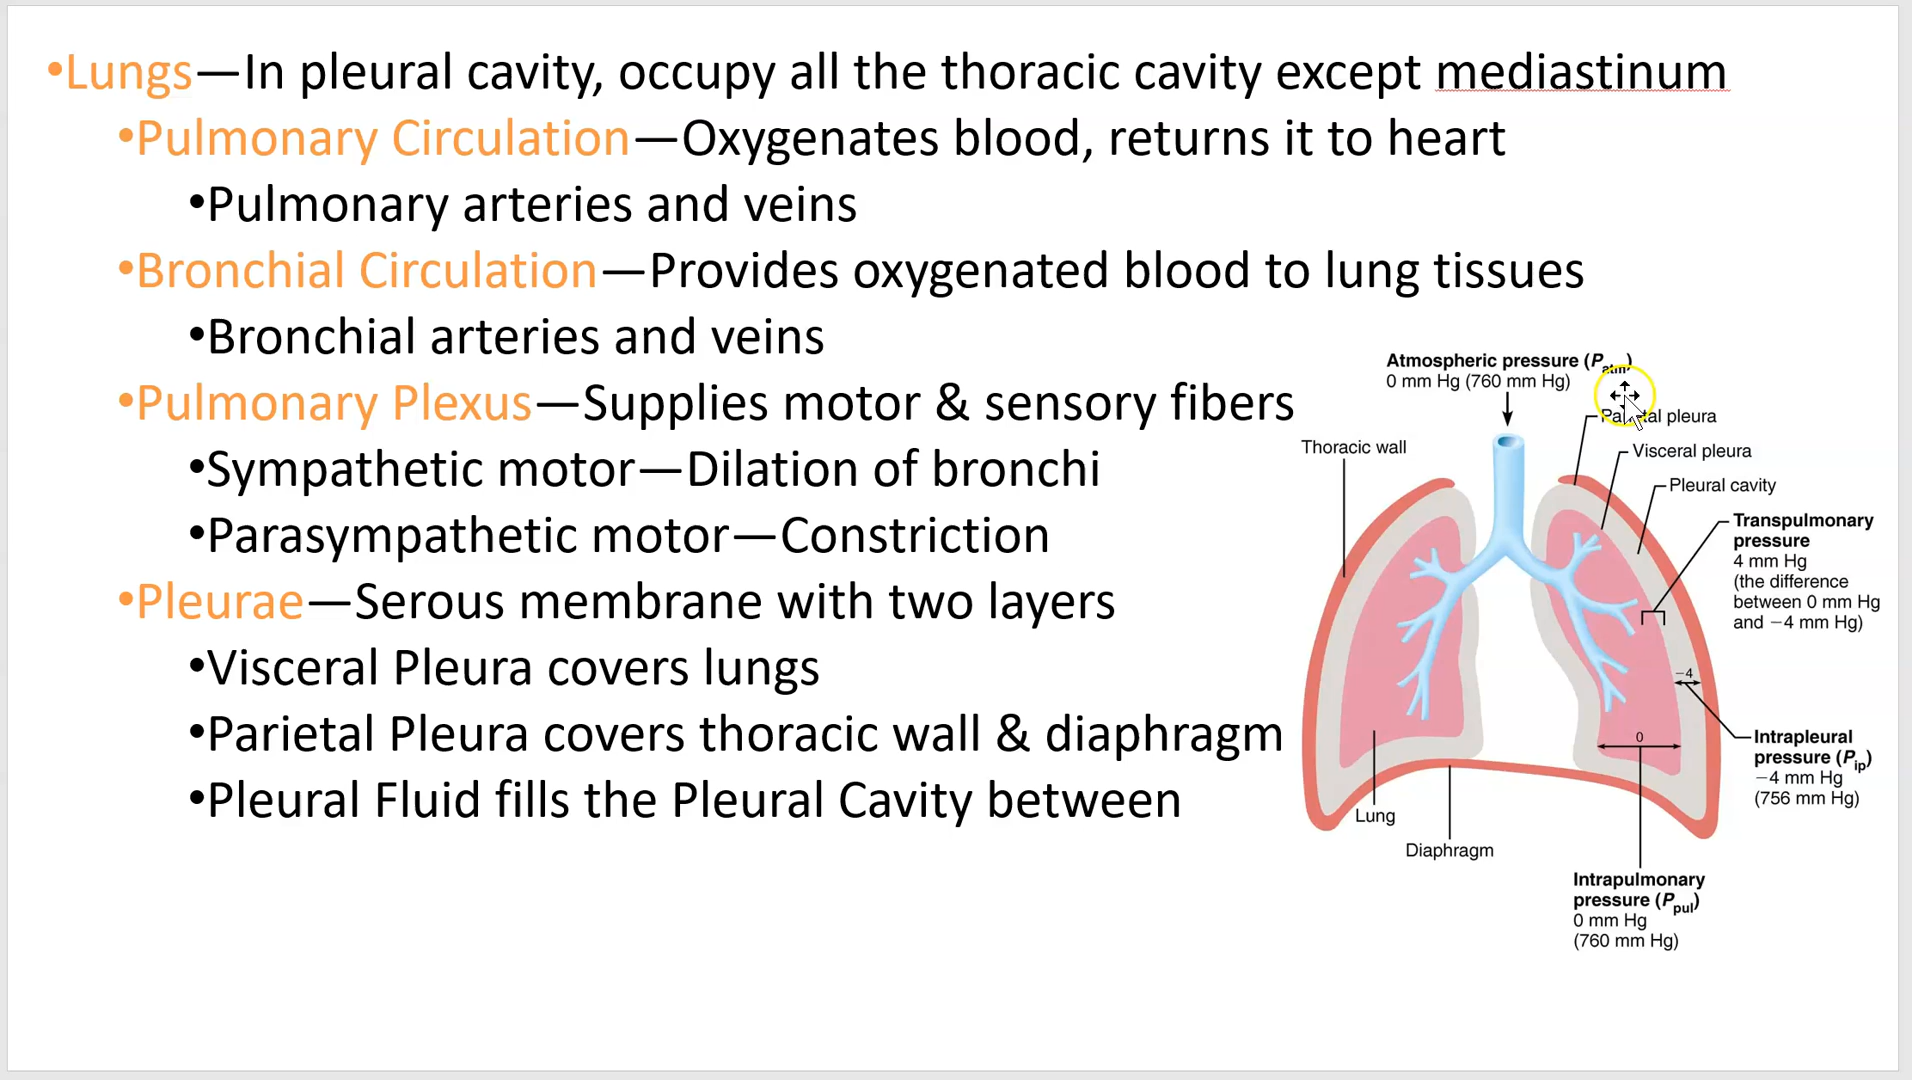 •Lungs—In pleural cavity, occupy all the thoracic cavity except mediastinum
•Pulmonary Circulation—Oxygenates blood, returns it to heart
•Pulmonary arteries and veins
•Bronchial Circulation—Provides oxygenated blood to lung tissues
•Bronchial arteries and veins
•Pulmonary Plexus—Supplies motor & sensory fibers
•Sympathetic motor—Dilation of bronchi
•Parasympathetic motor—Constriction
•Pleurae—Serous membrane with two layers
•Visceral Pleura covers lungs
•Parietal Pleura covers thoracic wall & diaphragm
•Pleural Fluid fills the Pleural Cavity between
Atmospheric pressure (Patm)
0 mm Hg (760 mm Hg)
Parietal pleura
Thoracic wall
Visceral pleura
Pleural cavity
Transpulmonary
pressure
4 mm Hg
(the difference
between 0 mm Hg
and −4 mm Hg)
−4
0
Intrapleural
pressure (Pip)
−4 mm Hg
(756 mm Hg)
Lung
Diaphragm
Intrapulmonary
pressure (Ppul)
0 mm Hg
(760 mm Hg)